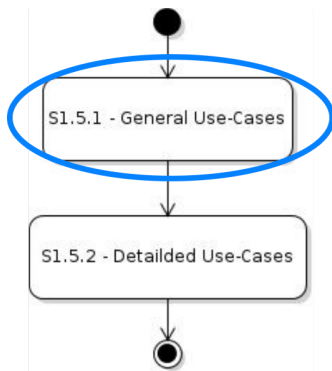 S1.5.1 - General Use-Cases
S1.5.2 - Detailded Use-Cases